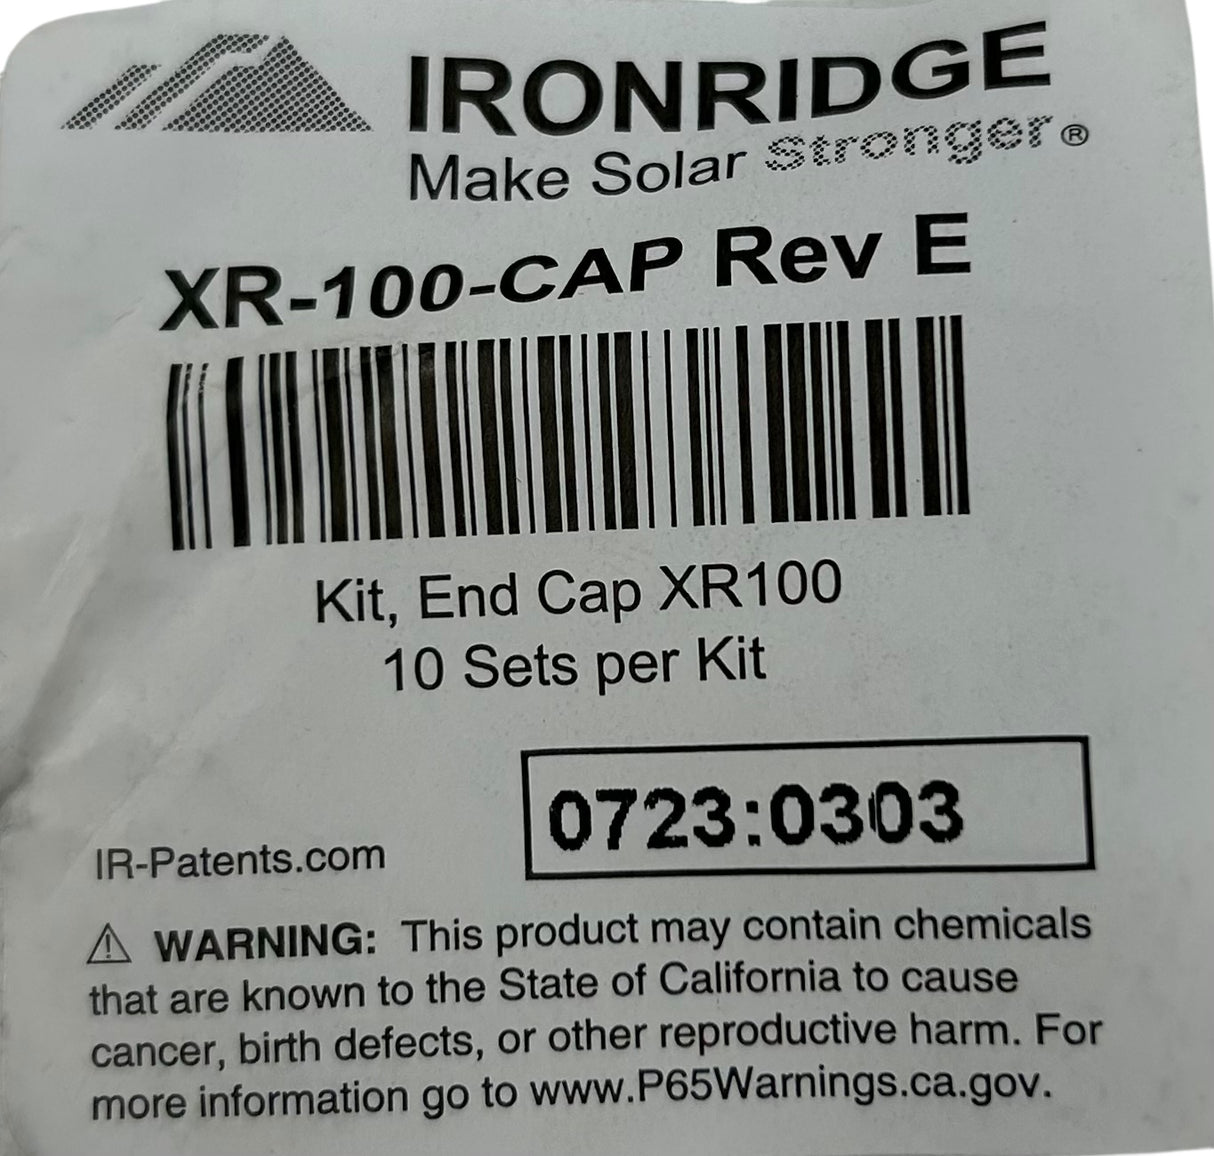 IRONRIDGE
Make Solar Stronger®
XR-100-CAP Rev E
Kit, End Cap XR100
10 Sets per Kit
0723:0303
IR-Patents.com
⚠ WARNING: This product may contain chemicals
that are known to the State of California to cause
cancer, birth defects, or other reproductive harm. For
more information go to www.P65Warnings.ca.gov.